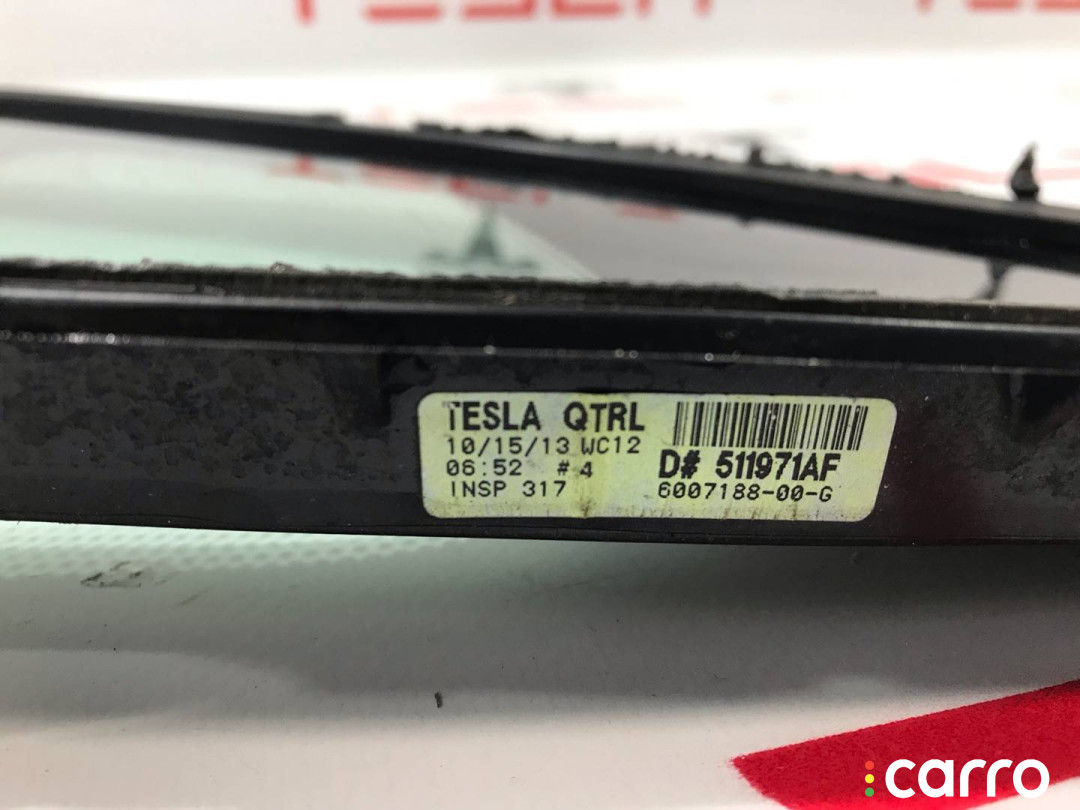 TESLA QTRL
10/15/13 WC12
06:52 #4
INSP 317
D# 511971AF
6007188-00-G
carro